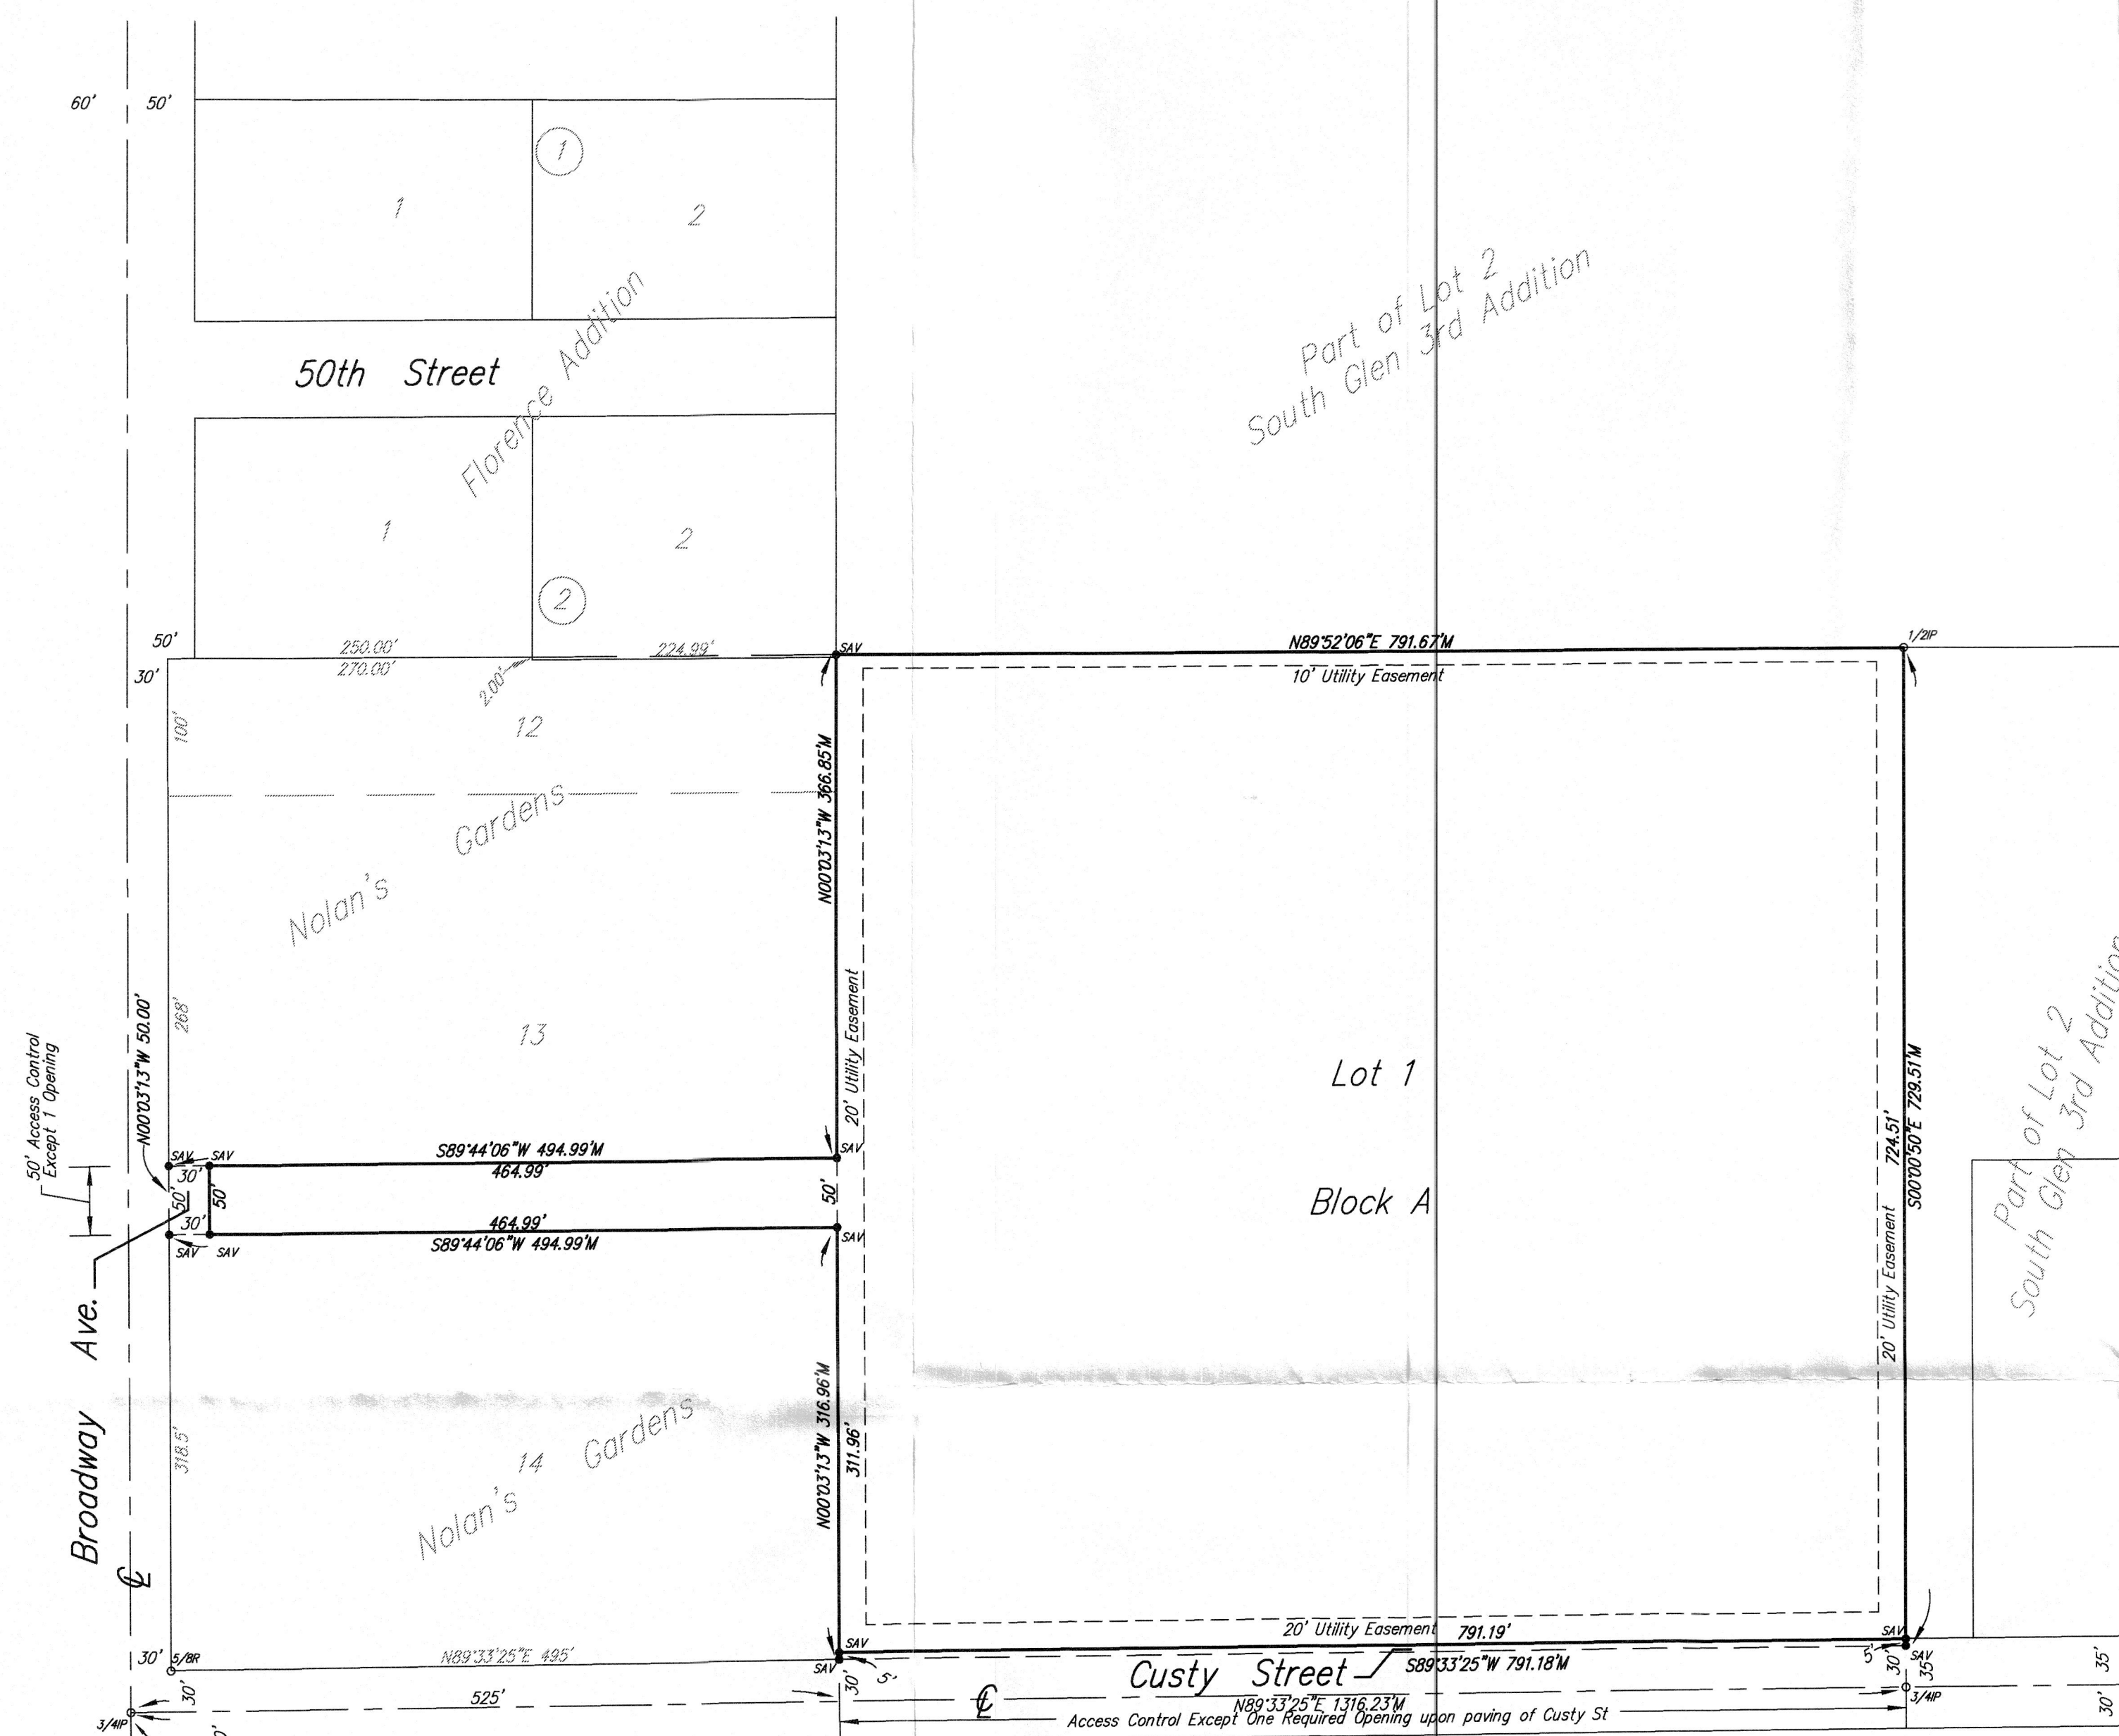 60'
50'
1
1
2
50th Street
Florence Addition
Part of Lot 2
South Glen 3rd Addition
1
2
2
50'
250.00'
224.99'
30'
270.00'
2.00'
SAV
N89°52'06"E 791.67'M
1/2IP
10' Utility Easement
100'
12
N00°03'13"W 366.85'M
Nolan's Gardens
268'
13
20' Utility Easement
N00°03'13"W 50.00'
50' Access Control
Except 1 Opening
Lot 1
Block A
724.51'
S00°00'50"E 729.51'M
20' Utility Easement
Part of Lot 2
South Glen 3rd Addition
SAV
SAV
S89°44'06"W 494.99'M
464.99'
SAV
30'
50'
50'
50'
30'
464.99'
S89°44'06"W 494.99'M
SAV
SAV
SAV
Broadway Ave.
318.5'
14
Nolan's Gardens
N00°03'13"W 316.96'M
311.96'
20' Utility Easement
791.19'
SAV
SAV
SAV
SAV
30'
5/8R
N89°33'25"E 495'
5'
30'
Custy Street
S89°33'25"W 791.18'M
5'
30'
35'
35'
30'
30'
525'
℄
℄
N89°33'25"E 1316.23'M
3/4IP
3/4IP
Access Control Except One Required Opening upon paving of Custy St